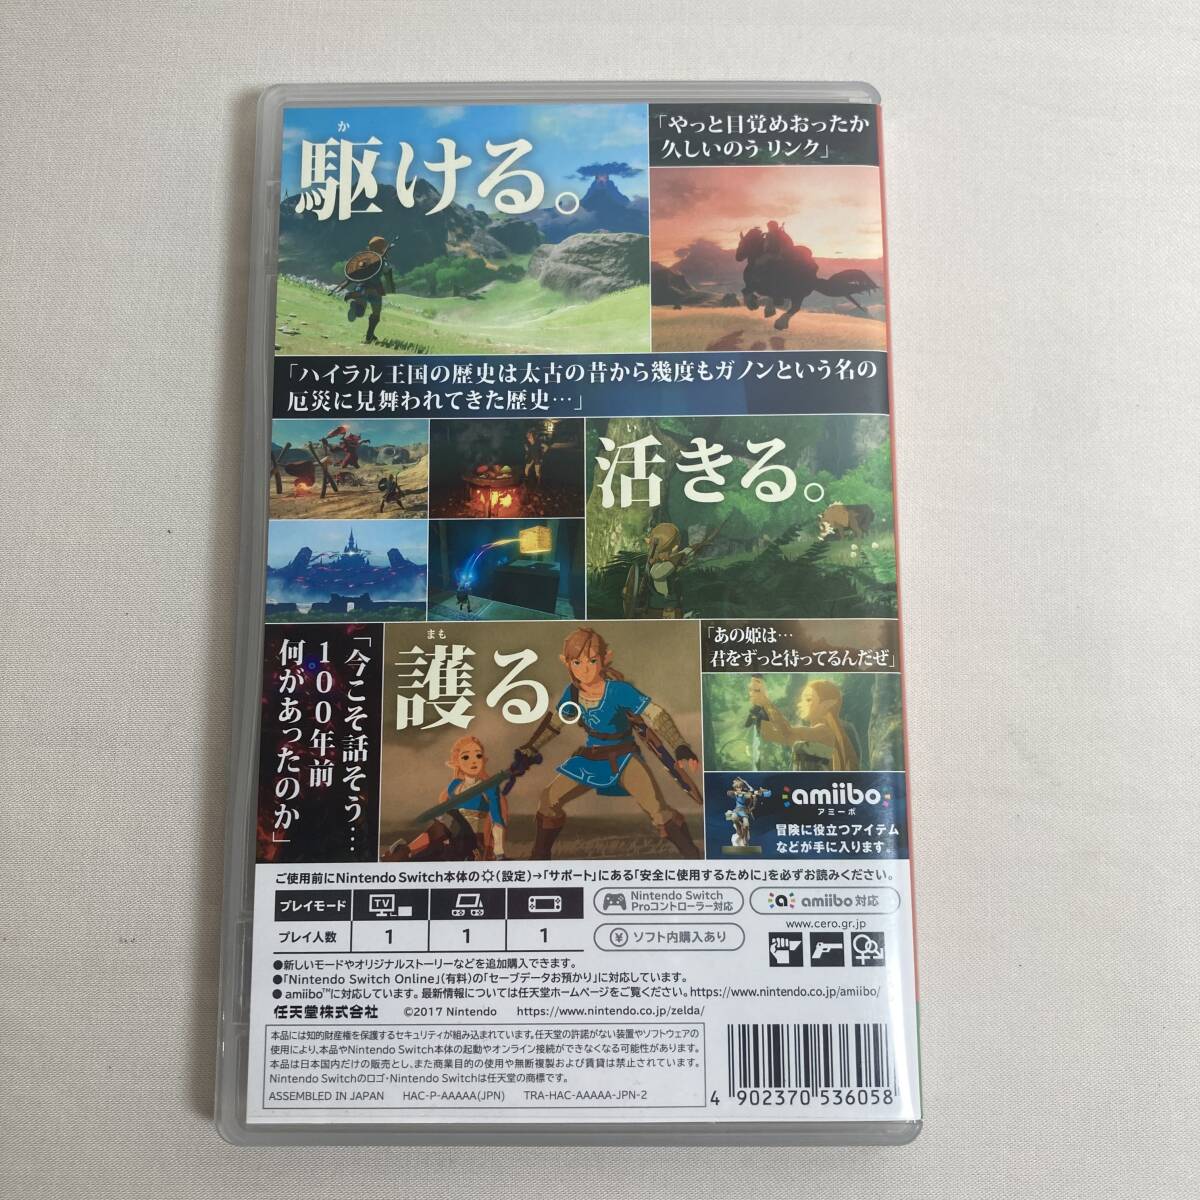 か
駆ける。
「やっと目覚めおったか
久しいのう リンク」
「ハイラル王国の歴史は太古の昔から幾度もガノンという名の
厄災に見舞われてきた歴史…」
い
活きる。
「今こそ話そう…
100年前
何があったのか」
まも
護る。
「あの姫は…
君をずっと待ってるんだぜ」
amiibo
アミーボ
冒険に役立つアイテム
などが手に入ります。
ご使用前にNintendo Switch本体の(設定)→「サポート」にある「安全に使用するために」を必ずお読みください。
プレイモード TV
プレイ人数 1 1 1
Nintendo Switch
Proコントローラー対応
amiibo 対応
¥ ソフト内購入あり
www.cero.gr.jp
●新しいモードやオリジナルストーリーなどを追加購入できます。
●「Nintendo Switch Online」(有料)の「セーブデータお預かり」に対応しています。
●amiibo™に対応しています。最新情報については任天堂ホームページをご覧ください。https://www.nintendo.co.jp/amiibo/
任天堂株式会社 ©2017 Nintendo https://www.nintendo.co.jp/zelda/
本品には知的財産権を保護するセキュリティが組み込まれています。任天堂の許諾がない装置やソフトウェアの
使用により、本品やNintendo Switch本体の起動やオンライン接続ができなくなる可能性があります。
本品は日本国内だけの販売とし、また商業目的の使用や無断複製および賃貸は禁止されています。
Nintendo Switchのロゴ・Nintendo Switchは任天堂の商標です。
ASSEMBLED IN JAPAN HAC-P-AAAAA(JPN) TRA-HAC-AAAAA-JPN-2
4 902370 536058